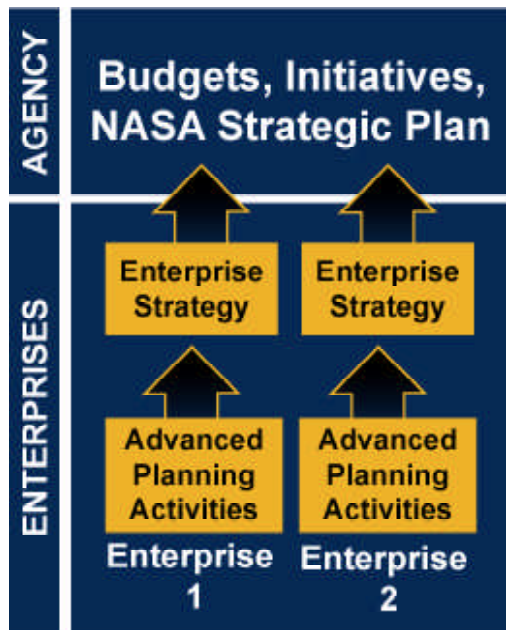 AGENCY
Budgets, Initiatives,
NASA Strategic Plan
ENTERPRISES
Enterprise
Strategy
Enterprise
Strategy
Advanced
Planning
Activities
Advanced
Planning
Activities
Enterprise
1
Enterprise
2